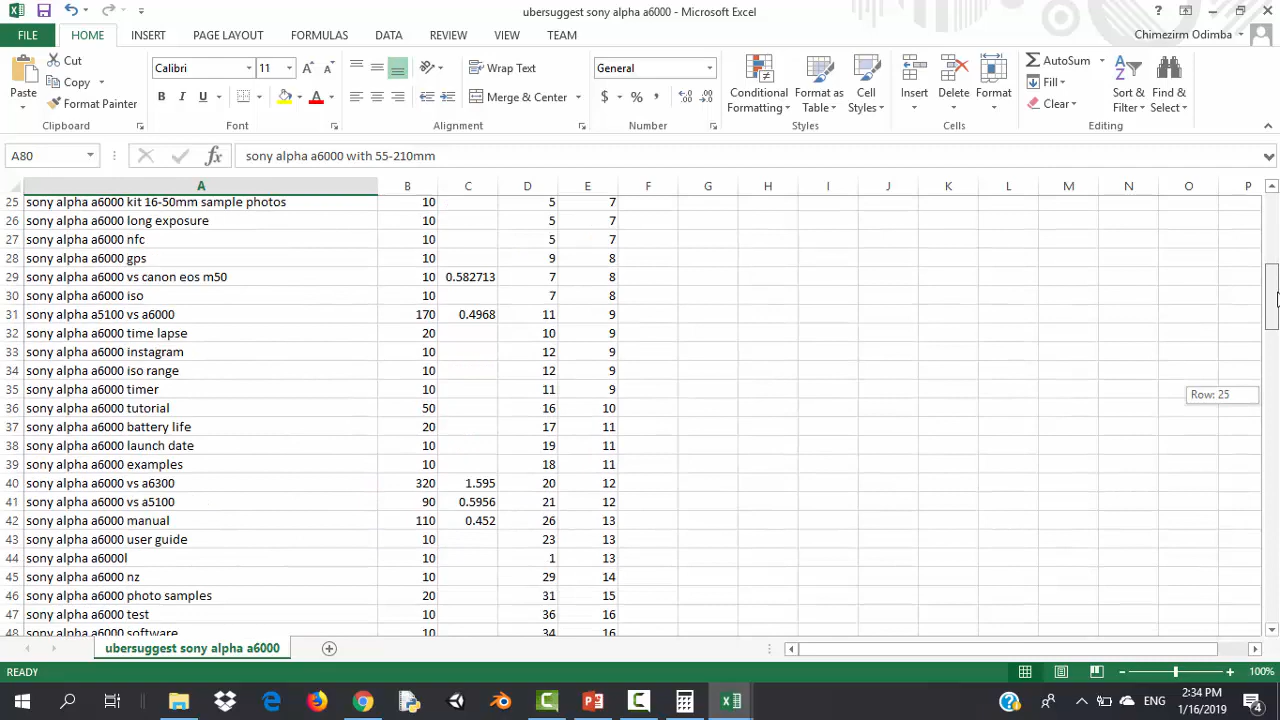 ubersuggest sony alpha a6000 - Microsoft Excel
FILE HOME INSERT PAGE LAYOUT FORMULAS DATA REVIEW VIEW TEAM Chimezirm Odimba
Cut
Copy
Format Painter
Paste
Clipboard
Calibri 11
B I U A
Font
Wrap Text
Merge & Center
Alignment
General
$ % ,
Number
Conditional Formatting
Format as Table
Cell Styles
Styles
Insert Delete Format
Cells
AutoSum
Fill
Clear
Sort & Filter
Find & Select
Editing
A80 fx sony alpha a6000 with 55-210mm
A B C D E F G H I J K L M N O P
25 sony alpha a6000 kit 16-50mm sample photos 10 5 7
26 sony alpha a6000 long exposure 10 5 7
27 sony alpha a6000 nfc 10 5 7
28 sony alpha a6000 gps 10 9 8
29 sony alpha a6000 vs canon eos m50 10 0.582713 7 8
30 sony alpha a6000 iso 10 7 8
31 sony alpha a5100 vs a6000 170 0.4968 11 9
32 sony alpha a6000 time lapse 20 10 9
33 sony alpha a6000 instagram 10 12 9
34 sony alpha a6000 iso range 10 12 9
35 sony alpha a6000 timer 10 11 9
Row: 25
36 sony alpha a6000 tutorial 50 16 10
37 sony alpha a6000 battery life 20 17 11
38 sony alpha a6000 launch date 10 19 11
39 sony alpha a6000 examples 10 18 11
40 sony alpha a6000 vs a6300 320 1.595 20 12
41 sony alpha a6000 vs a5100 90 0.5956 21 12
42 sony alpha a6000 manual 110 0.452 26 13
43 sony alpha a6000 user guide 10 23 13
44 sony alpha a6000l 10 1 13
45 sony alpha a6000 nz 10 29 14
46 sony alpha a6000 photo samples 20 31 15
47 sony alpha a6000 test 10 36 16
48 sony alpha a6000 software 10 34 16
ubersuggest sony alpha a6000
READY 100%
ENG 2:34 PM
1/16/2019